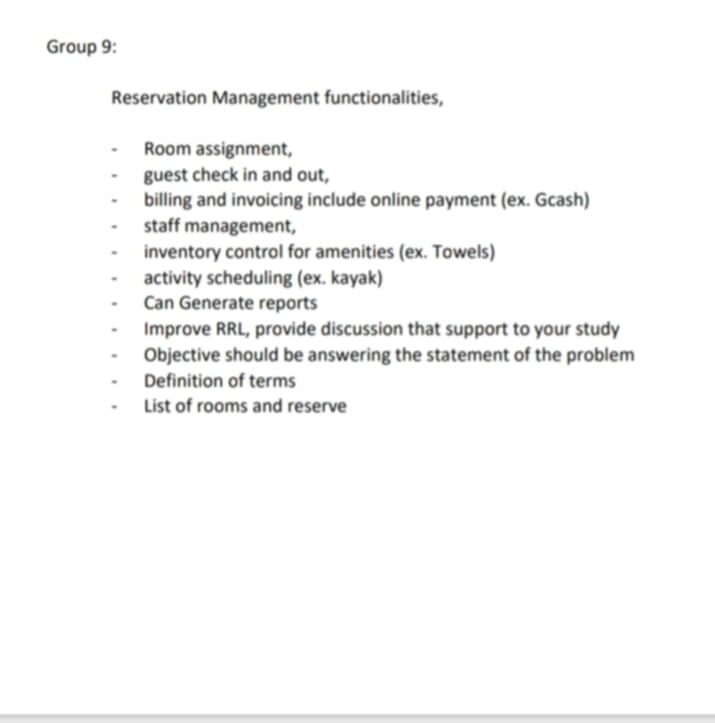 Group 9:
Reservation Management functionalities,
- Room assignment,
- guest check in and out,
- billing and invoicing include online payment (ex. Gcash)
- staff management,
- inventory control for amenities (ex. Towels)
- activity scheduling (ex. kayak)
- Can Generate reports
- Improve RRL, provide discussion that support to your study
- Objective should be answering the statement of the problem
- Definition of terms
- List of rooms and reserve